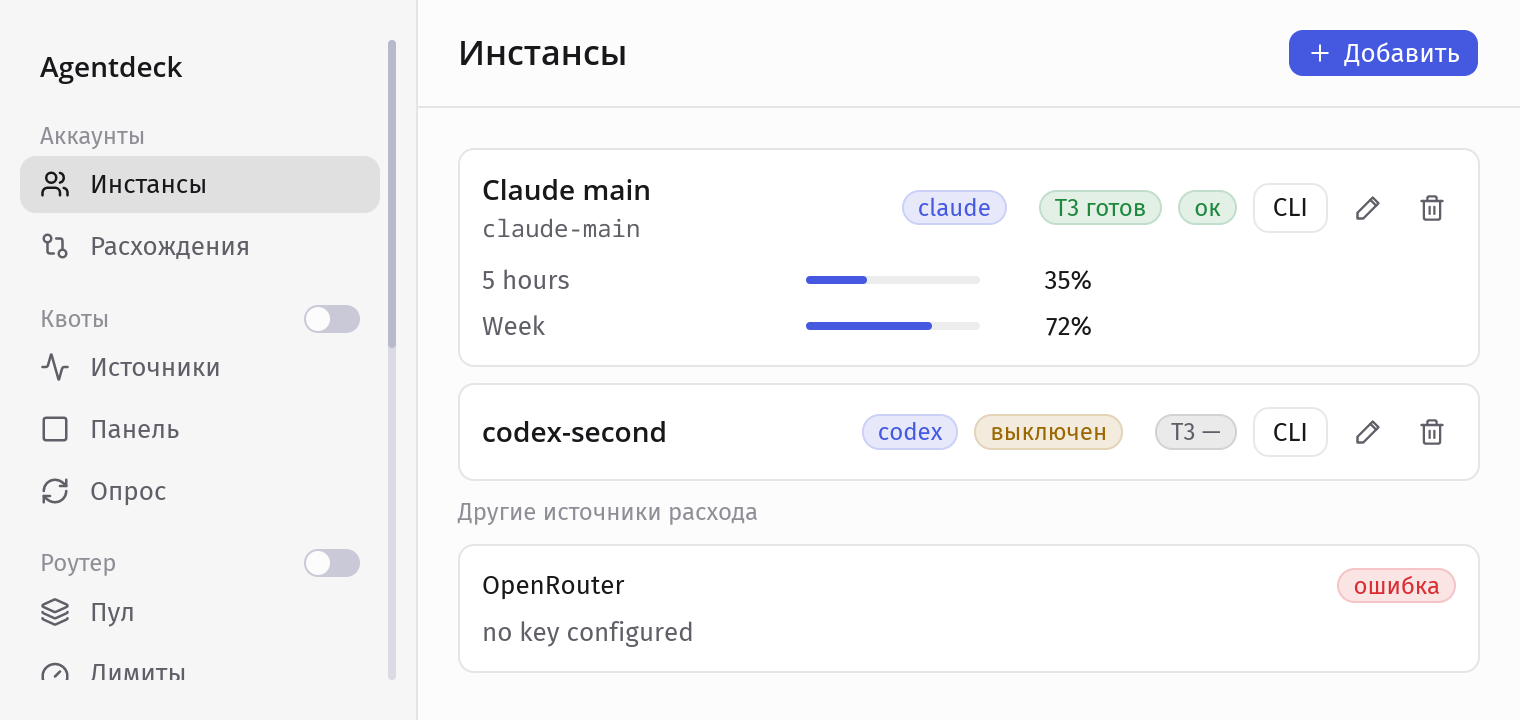 Agentdeck
Аккаунты
Инстансы
Расхождения
Квоты
Источники
Панель
Опрос
Роутер
Пул
Лимиты
Инстансы
+ Добавить
Claude main
claude-main
claude
T3 готов
ок
CLI
5 hours
35%
Week
72%
codex-second
codex
выключен
T3 —
CLI
Другие источники расхода
OpenRouter
ошибка
no key configured